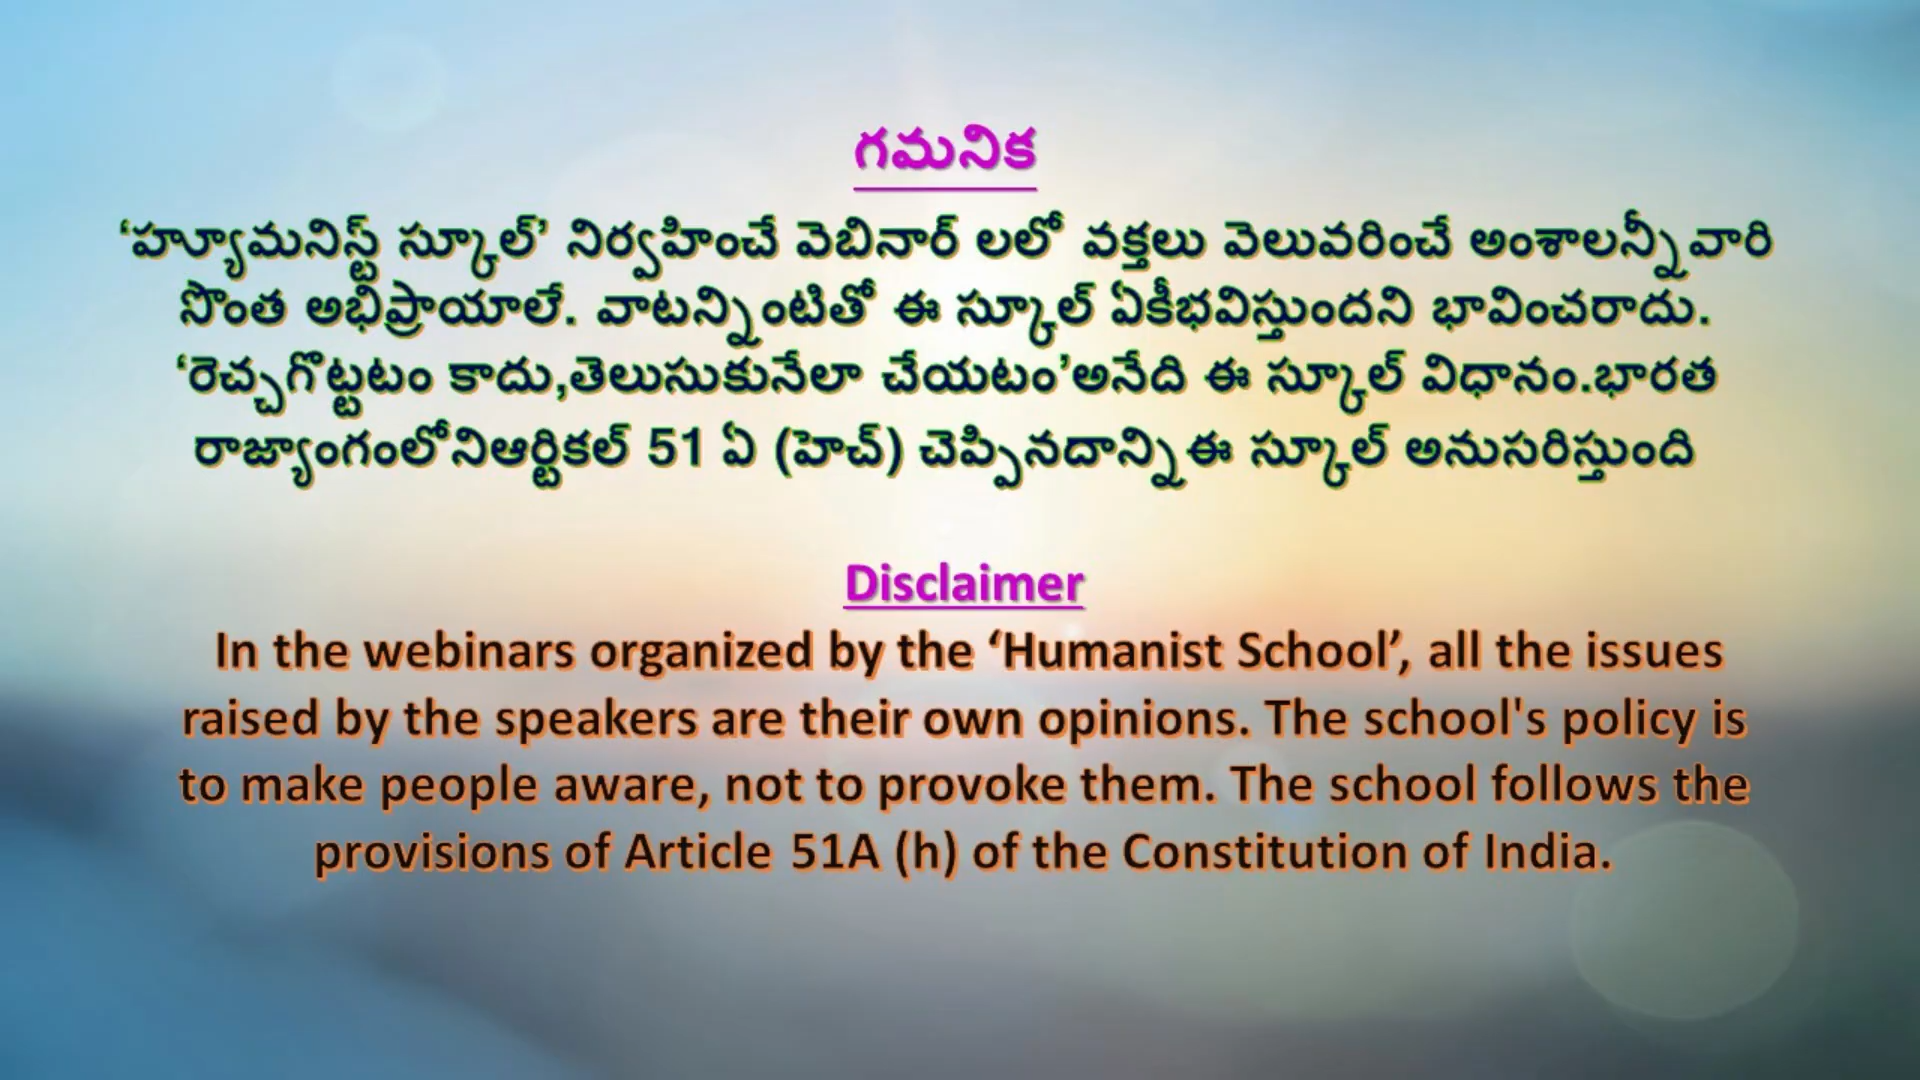 గమనిక
‘హ్యూమనిస్ట్ స్కూల్’ నిర్వహించే వెబినార్ లలో వక్తలు వెలువరించే అంశాలన్నీవారి
సొంత అభిప్రాయాలే. వాటన్నింటితో ఈ స్కూల్ ఏకీభవిస్తుందని భావించరాదు.
‘రెచ్చగొట్టటం కాదు,తెలుసుకునేలా చేయటం’అనేది ఈ స్కూల్ విధానం.భారత
రాజ్యాంగంలోనిఆర్టికల్ 51 ఏ (హెచ్) చెప్పినదాన్నిఈ స్కూల్ అనుసరిస్తుంది
Disclaimer
In the webinars organized by the ‘Humanist School’, all the issues
raised by the speakers are their own opinions. The school's policy is
to make people aware, not to provoke them. The school follows the
provisions of Article 51A (h) of the Constitution of India.